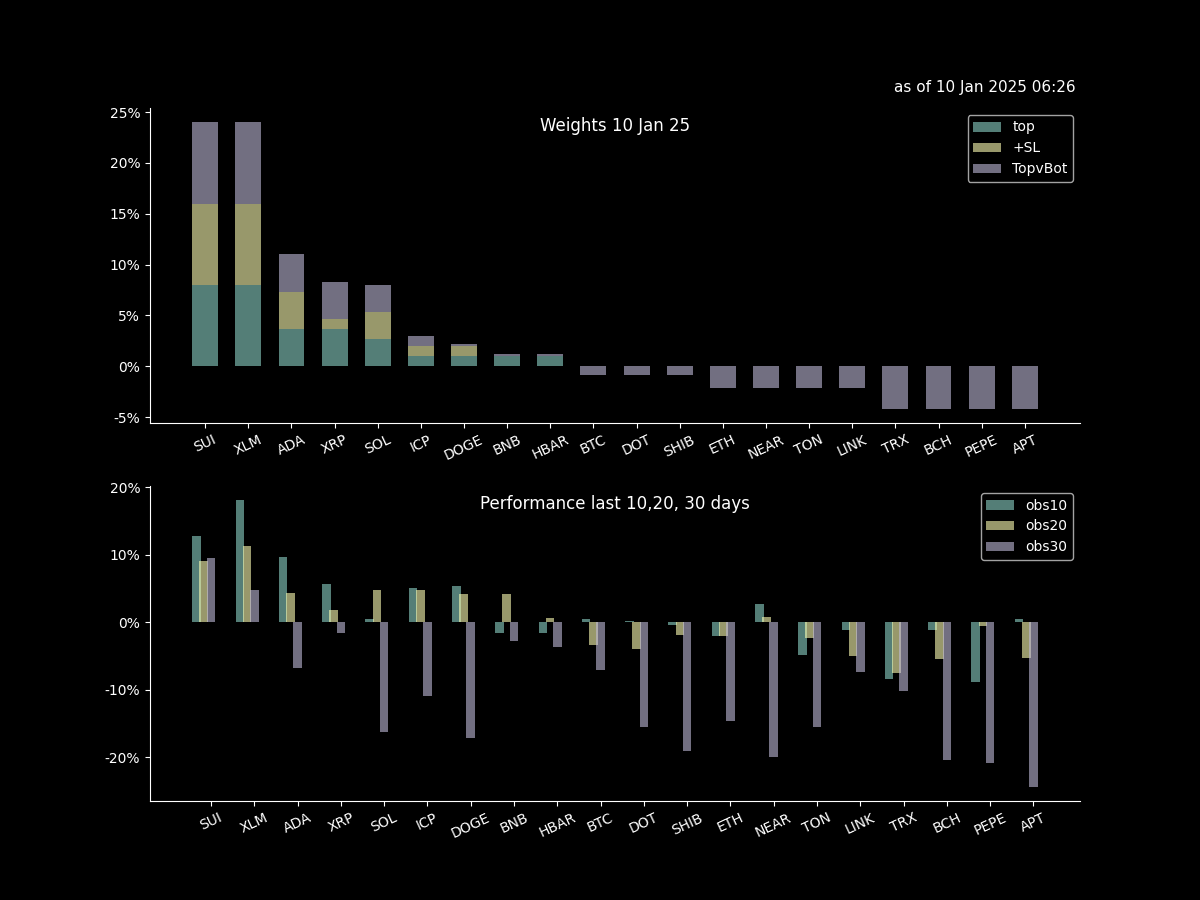 as of 10 Jan 2025 06:26
Weights 10 Jan 25
top
+SL
TopvBot
25%
20%
15%
10%
5%
0%
-5%
SUI XLM ADA XRP SOL ICP DOGE BNB HBAR BTC DOT SHIB ETH NEAR TON LINK TRX BCH PEPE APT
Performance last 10,20, 30 days
obs10
obs20
obs30
20%
10%
0%
-10%
-20%
SUI XLM ADA XRP SOL ICP DOGE BNB HBAR BTC DOT SHIB ETH NEAR TON LINK TRX BCH PEPE APT